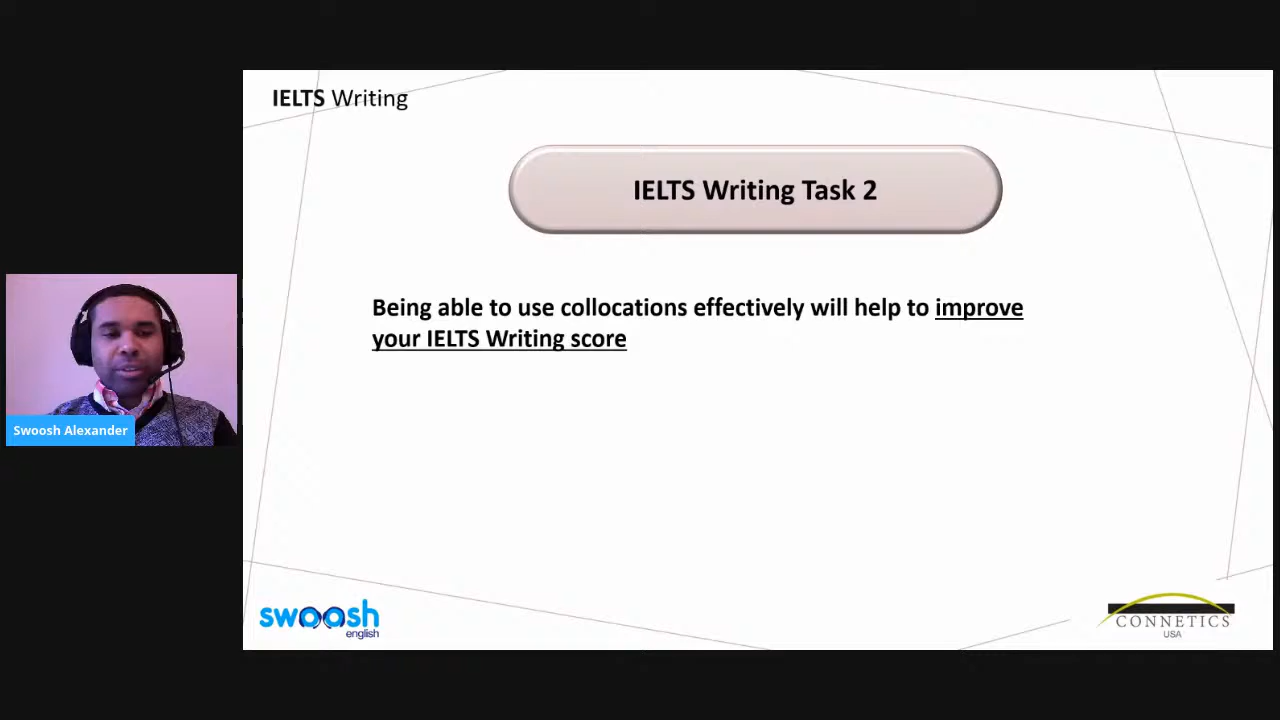 IELTS Writing
IELTS Writing Task 2
Being able to use collocations effectively will help to improve
your IELTS Writing score
Swoosh Alexander
swoosh
english
CONNETICS
USA